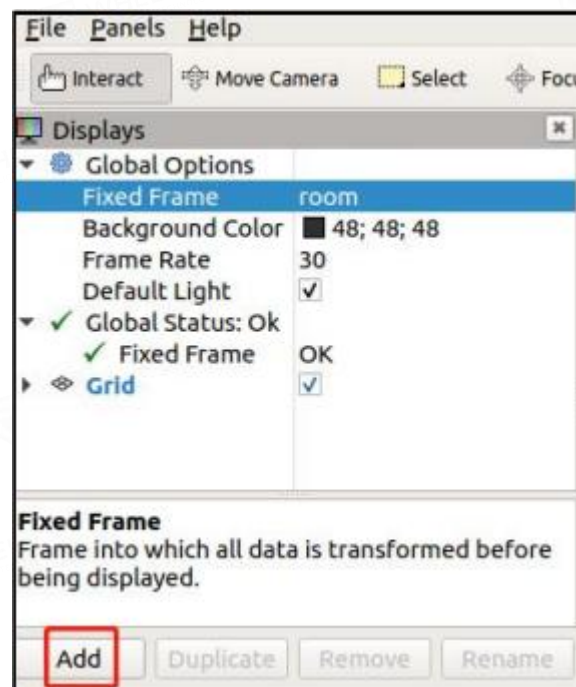 File Panels Help
Interact Move Camera Select
Displays
Global Options
Fixed Frame room
Background Color 48; 48; 48
Frame Rate 30
Default Light
Global Status: Ok
Fixed Frame OK
Grid
Fixed Frame
Frame into which all data is transformed before
being displayed.
Add Duplicate Remove Rename